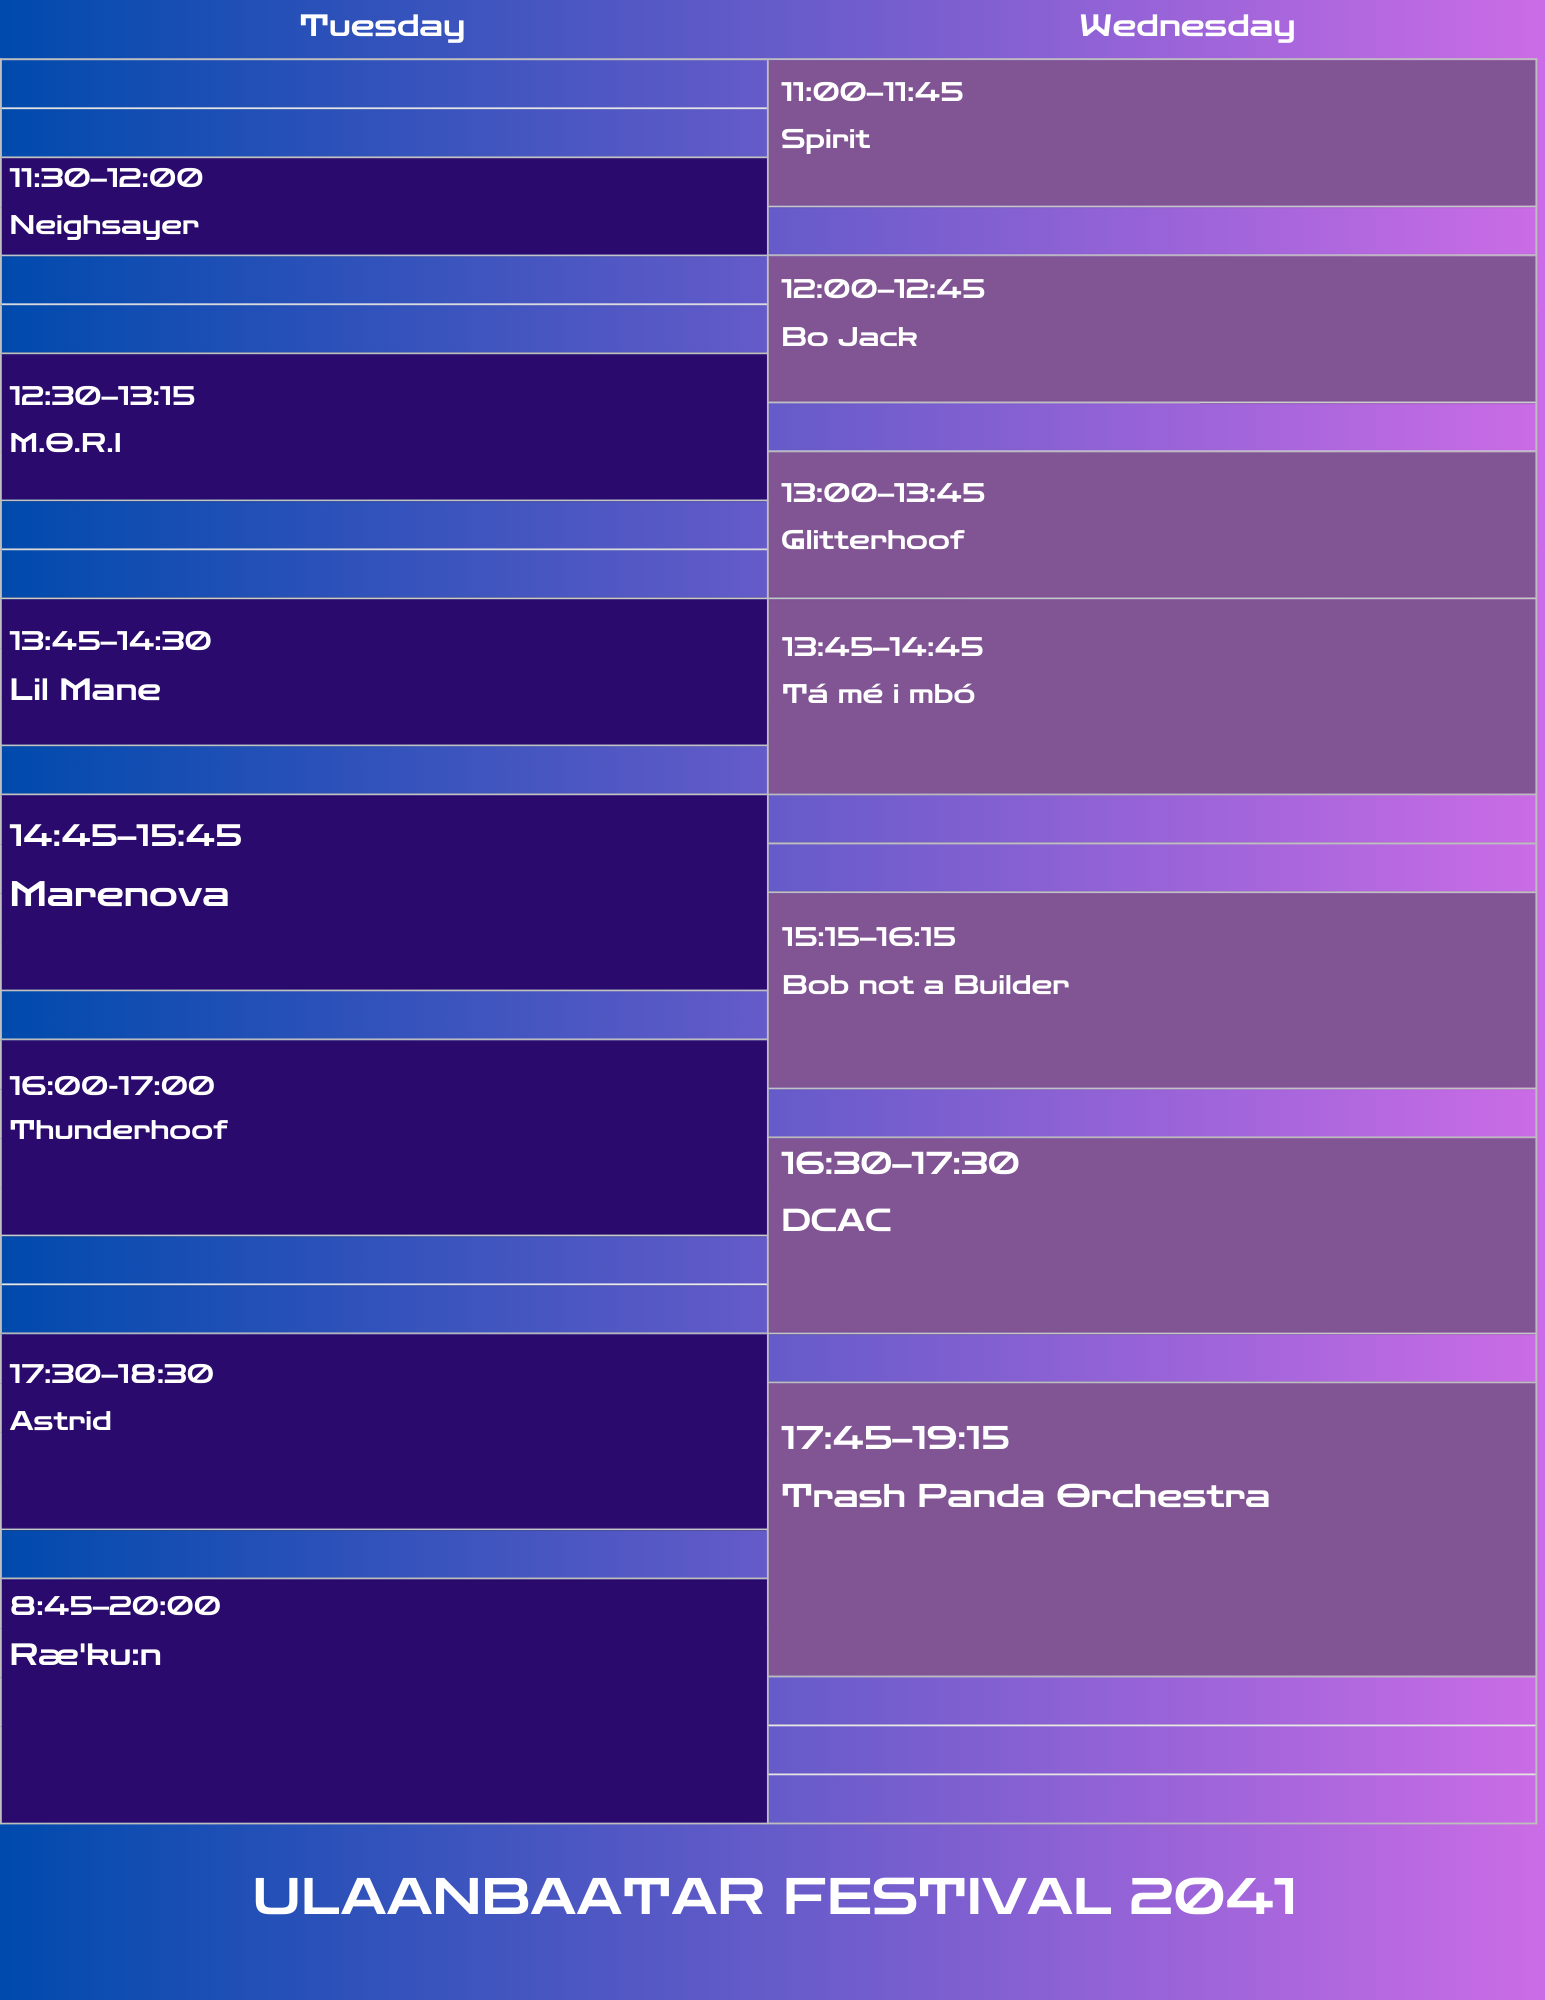 Tuesday
11:30–12:00
Neighsayer
12:30–13:15
M.O.R.I
13:45–14:30
Lil Mane
14:45–15:45
Marenova
16:00-17:00
Thunderhoof
17:30–18:30
Astrid
8:45–20:00
Ræ'ku:n
Wednesday
11:00–11:45
Spirit
12:00–12:45
Bo Jack
13:00–13:45
Glitterhoof
13:45–14:45
Tá mé i mbó
15:15–16:15
Bob not a Builder
16:30–17:30
DCAC
17:45–19:15
Trash Panda Orchestra
ULAANBAATAR FESTIVAL 2041